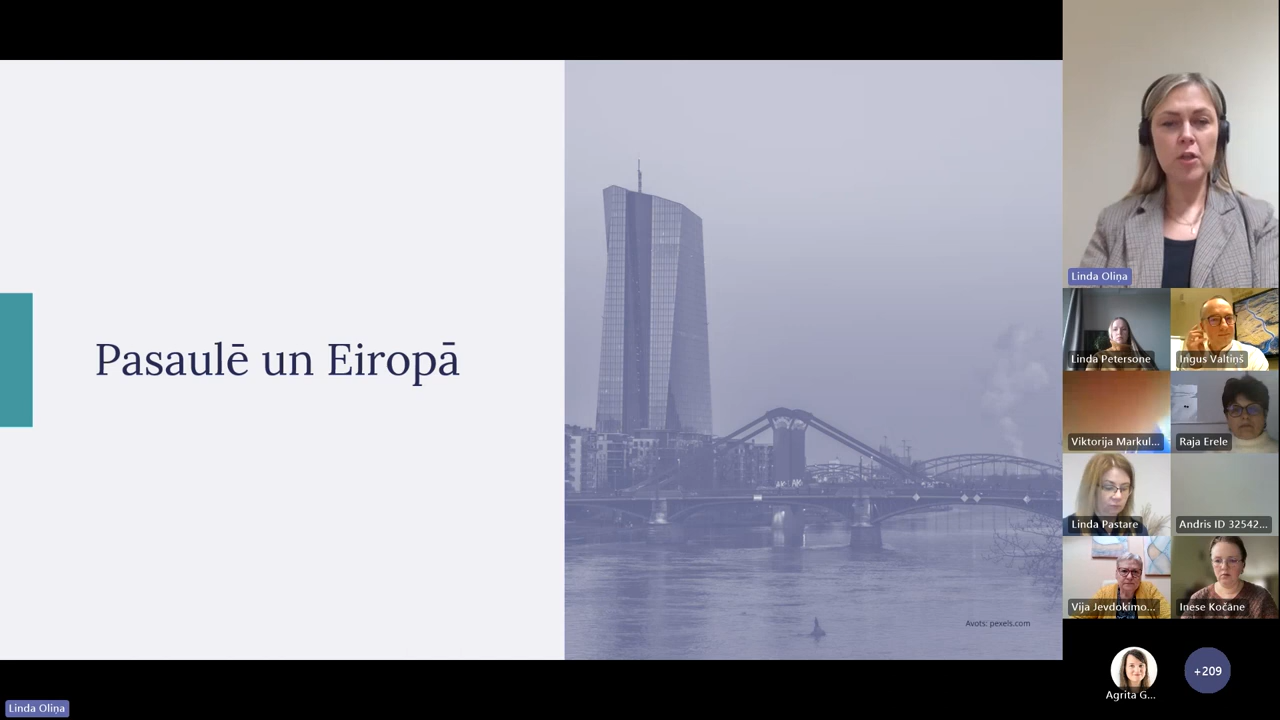 Pasaulē un Eiropā
Avots: pexels.com
Linda Oliņa
Linda Petersone
Ingus Valtiņš
Viktorija Markul...
Raja Erele
Linda Pastare
Andris ID 32542...
Vija Jevdokimo...
Inese Kočāne
Agrita G...
+209
Linda Oliņa